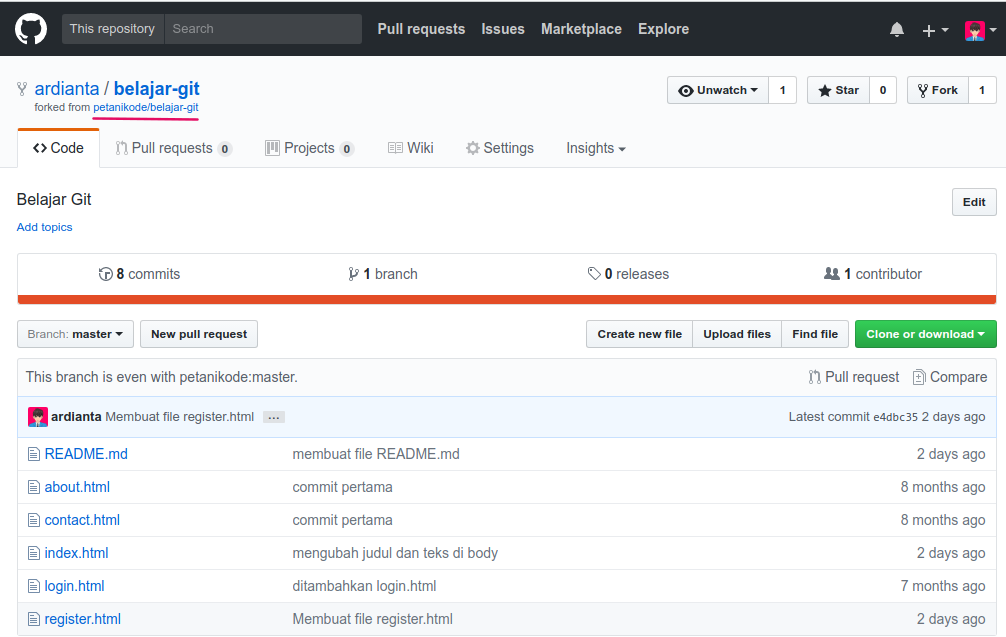 This repository Search Pull requests Issues Marketplace Explore
ardianta / belajar-git Unwatch 1 Star 0 Fork 1
forked from petanikode/belajar-git
Code Pull requests 0 Projects 0 Wiki Settings Insights
Belajar Git Edit
Add topics
8 commits 1 branch 0 releases 1 contributor
Branch: master New pull request Create new file Upload files Find file Clone or download
This branch is even with petanikode:master. Pull request Compare
ardianta Membuat file register.html ... Latest commit e4dbc35 2 days ago
README.md membuat file README.md 2 days ago
about.html commit pertama 8 months ago
contact.html commit pertama 8 months ago
index.html mengubah judul dan teks di body 2 days ago
login.html ditambahkan login.html 7 months ago
register.html Membuat file register.html 2 days ago